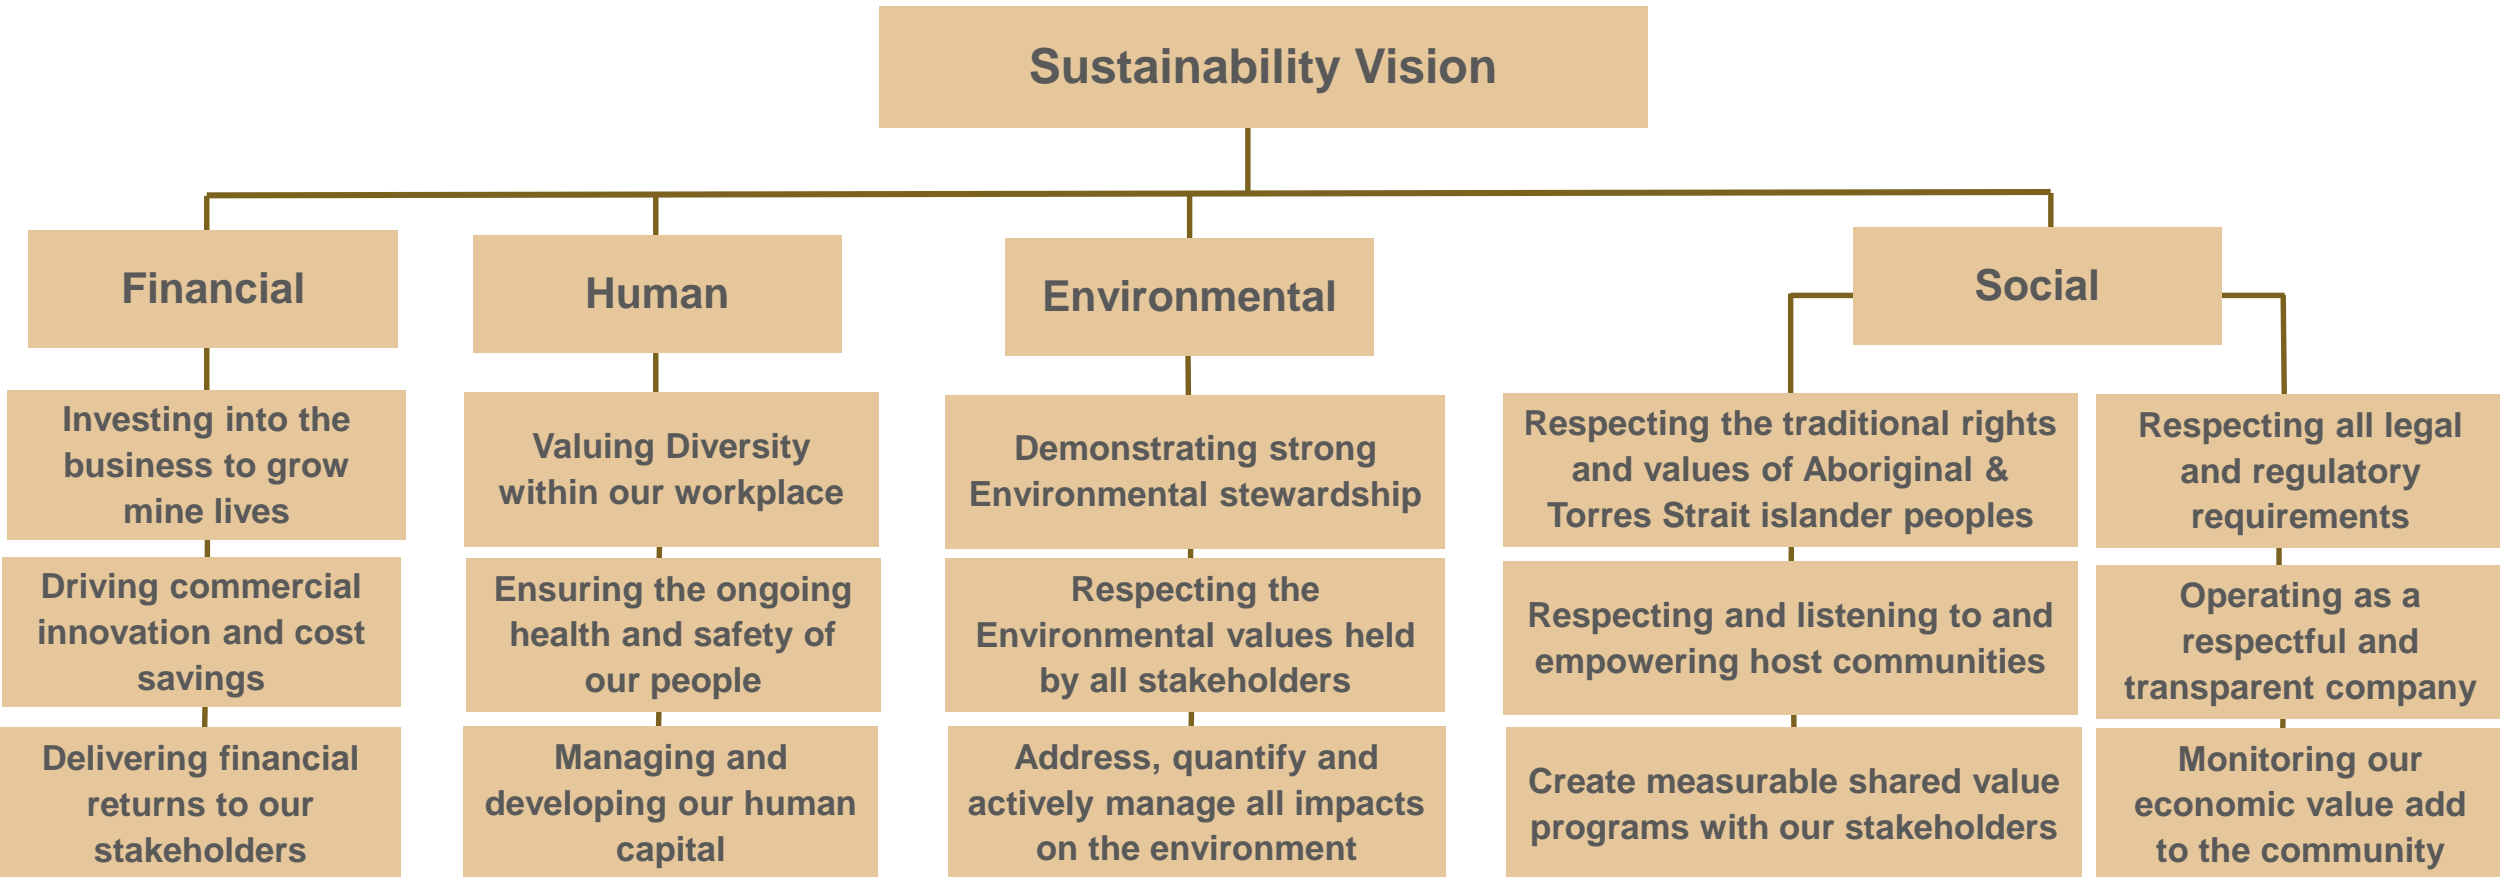 Sustainability Vision
Financial
Human
Environmental
Social
Investing into the
business to grow
mine lives
Driving commercial
innovation and cost
savings
Delivering financial
returns to our
stakeholders
Valuing Diversity
within our workplace
Ensuring the ongoing
health and safety of
our people
Managing and
developing our human
capital
Demonstrating strong
Environmental stewardship
Respecting the
Environmental values held
by all stakeholders
Address, quantify and
actively manage all impacts
on the environment
Respecting the traditional rights
and values of Aboriginal &
Torres Strait islander peoples
Respecting and listening to and
empowering host communities
Create measurable shared value
programs with our stakeholders
Respecting all legal
and regulatory
requirements
Operating as a
respectful and
transparent company
Monitoring our
economic value add
to the community